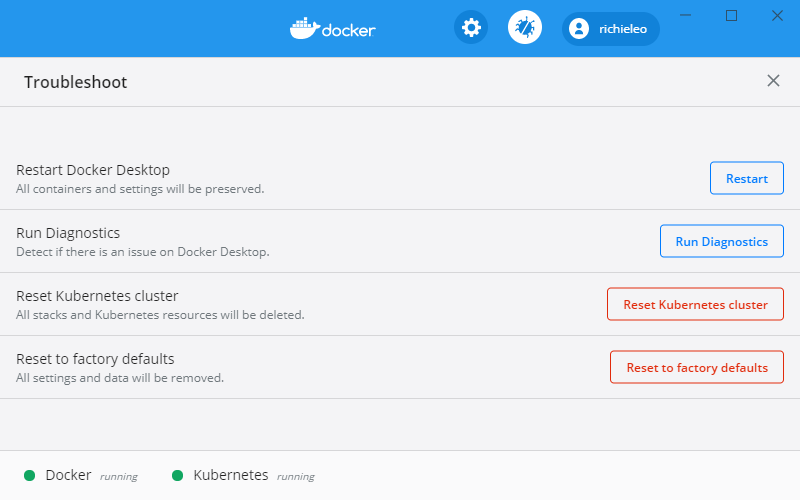 docker
richieleo
Troubleshoot
Restart Docker Desktop
All containers and settings will be preserved.
Restart
Run Diagnostics
Detect if there is an issue on Docker Desktop.
Run Diagnostics
Reset Kubernetes cluster
All stacks and Kubernetes resources will be deleted.
Reset Kubernetes cluster
Reset to factory defaults
All settings and data will be removed.
Reset to factory defaults
Docker running Kubernetes running